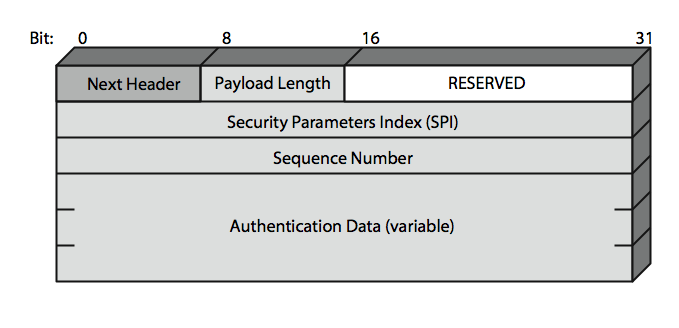 Bit: 0 8 16 31
Next Header Payload Length RESERVED
Security Parameters Index (SPI)
Sequence Number
Authentication Data (variable)